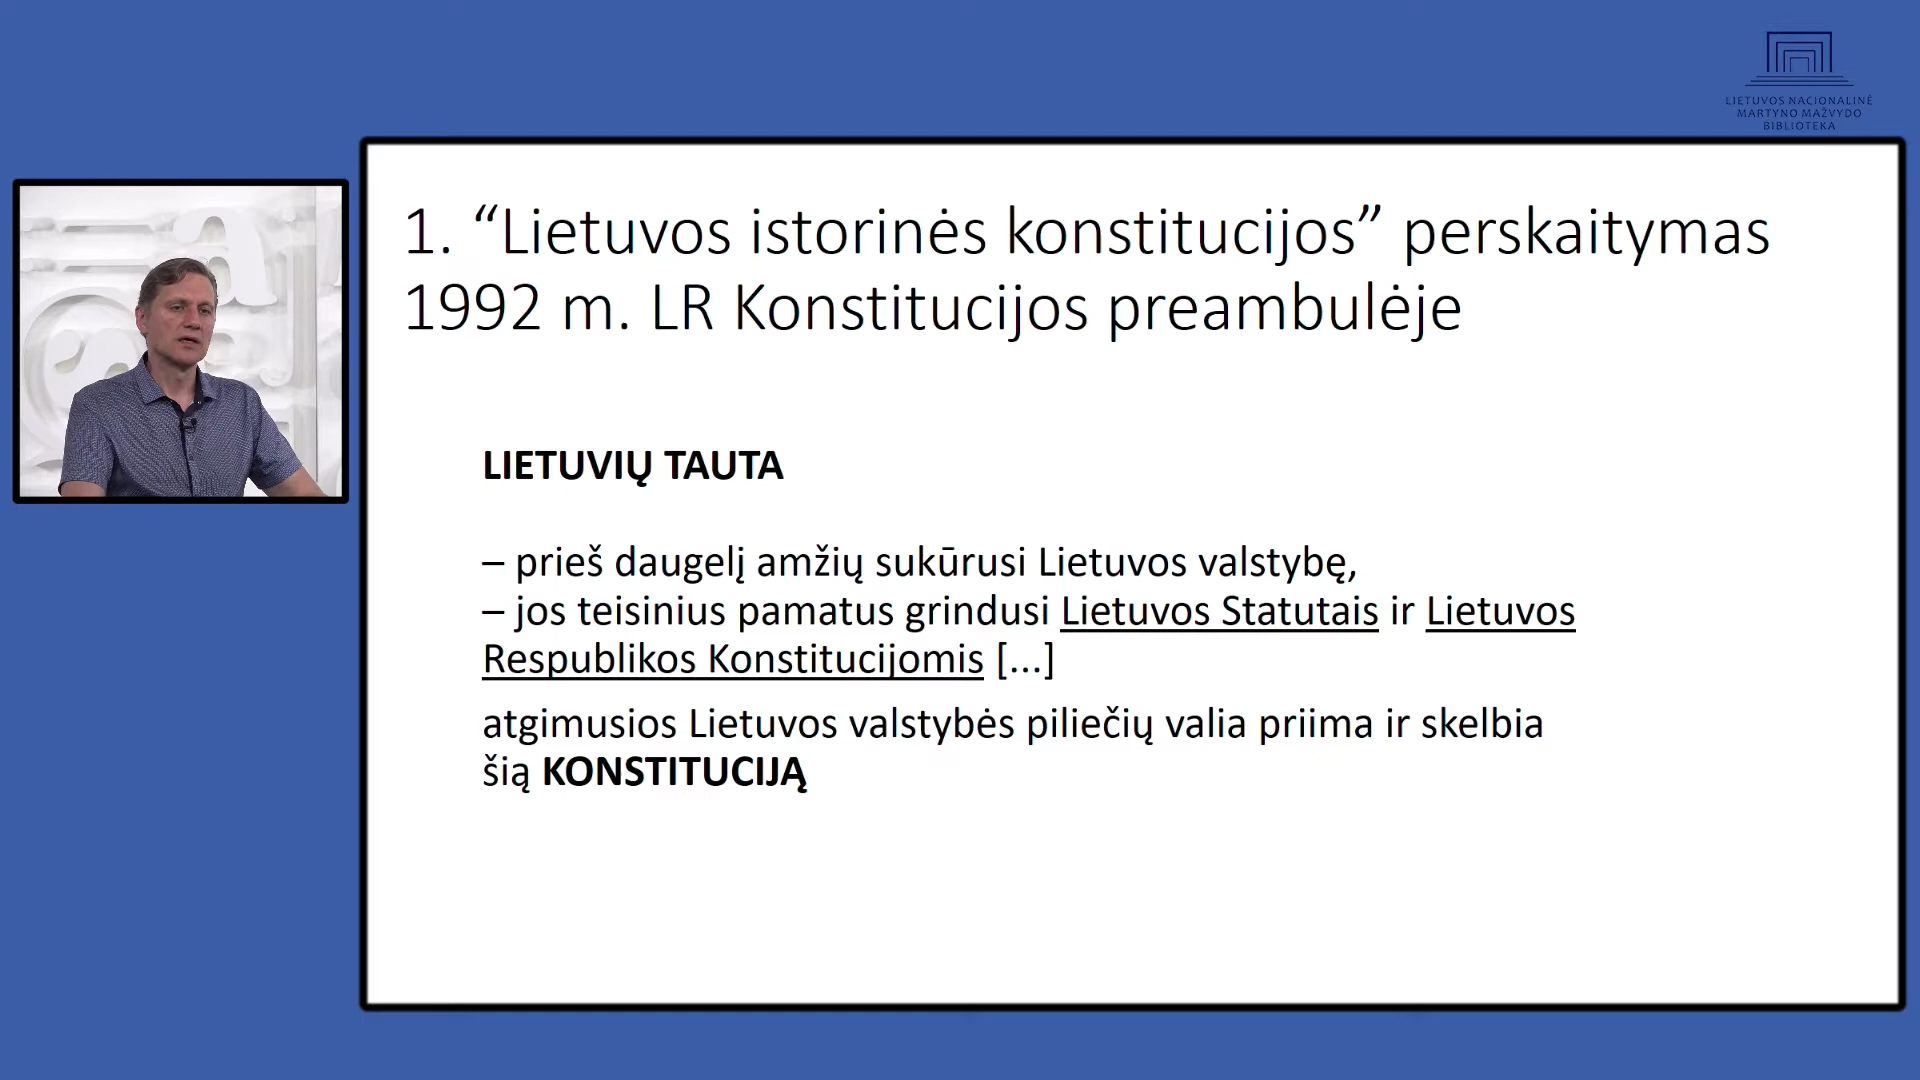 LIETUVOS NACIONALINĖ
MARTYNO MAŽVYDO
BIBLIOTEKA
1. “Lietuvos istorinės konstitucijos” perskaitymas
1992 m. LR Konstitucijos preambulėje
LIETUVIŲ TAUTA
– prieš daugelį amžių sukūrusi Lietuvos valstybę,
– jos teisinius pamatus grindusi Lietuvos Statutais ir Lietuvos
Respublikos Konstitucijomis [...]
atgimusios Lietuvos valstybės piliečių valia priima ir skelbia
šią KONSTITUCIJĄ